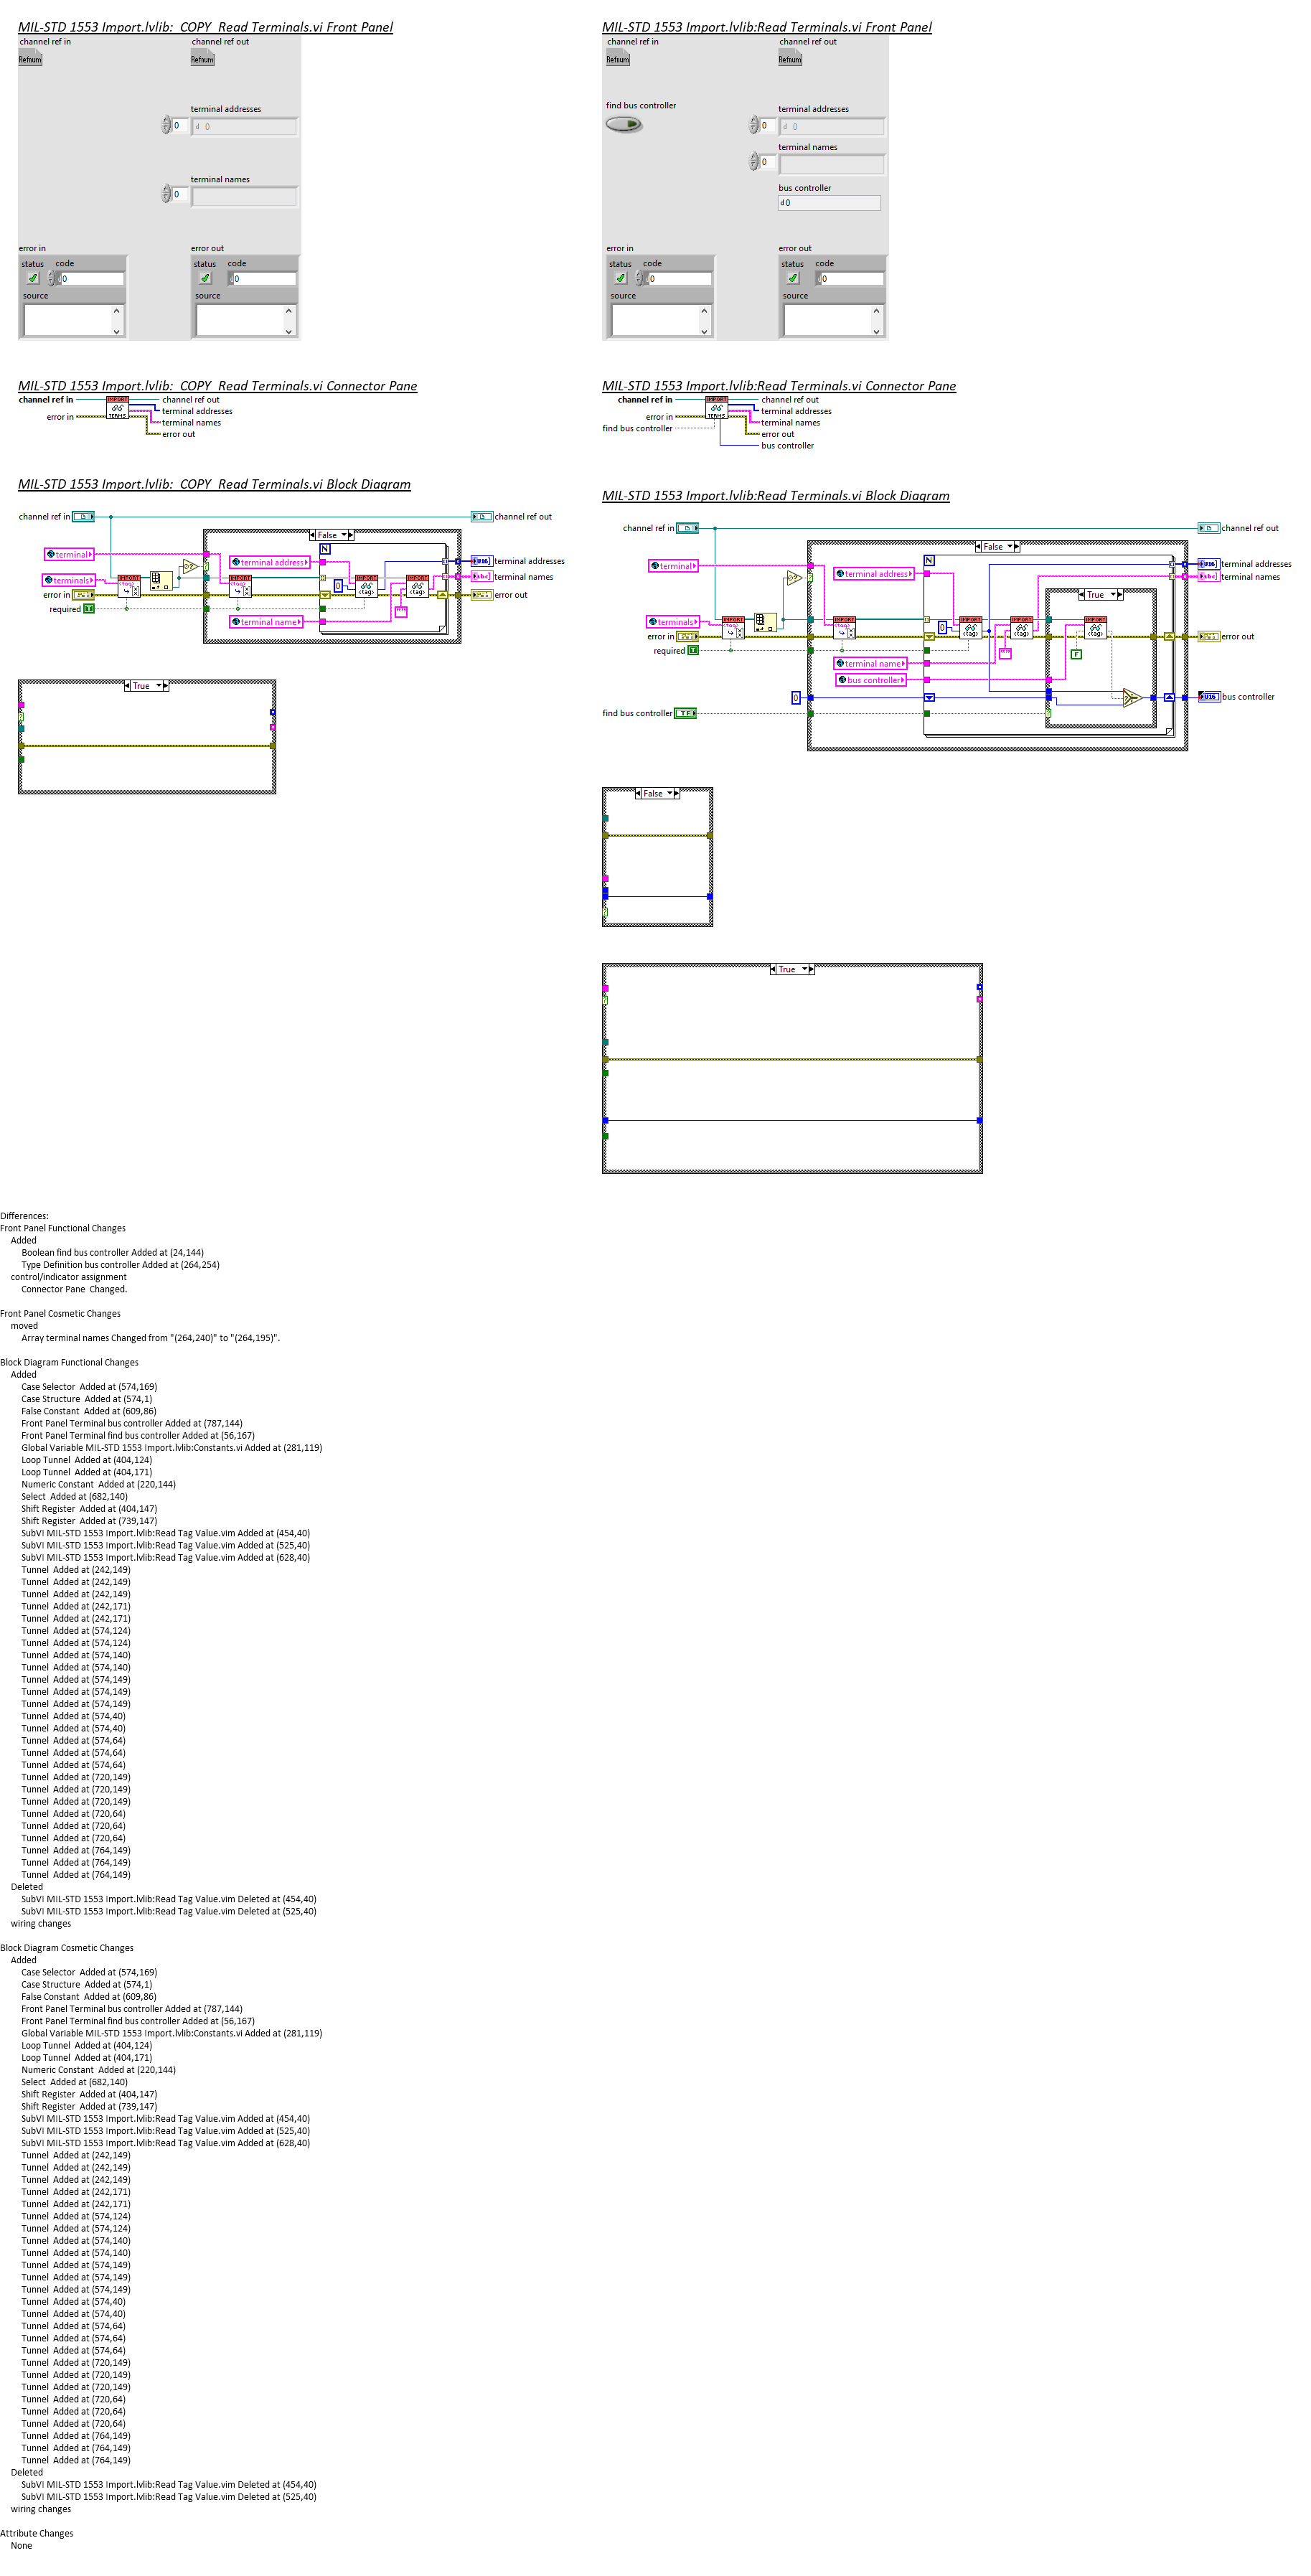 MIL-STD 1553 Import.lvlib:  COPY  Read Terminals.vi Front Panel
channel ref in
channel ref out
Refnum
Refnum
terminal addresses
0
d 0
terminal names
0
error in
error out
status code
status code
0
0
source
source
MIL-STD 1553 Import.lvlib:Read Terminals.vi Front Panel
channel ref in
channel ref out
Refnum
Refnum
find bus controller
terminal addresses
0
d 0
terminal names
0
bus controller
d 0
error in
error out
status code
status code
0
0
source
source
MIL-STD 1553 Import.lvlib:  COPY  Read Terminals.vi Connector Pane
channel ref in
error in
IMPORT
TERMS
channel ref out
terminal addresses
terminal names
error out
MIL-STD 1553 Import.lvlib:Read Terminals.vi Connector Pane
channel ref in
error in
find bus controller
IMPORT
TERMS
channel ref out
terminal addresses
terminal names
error out
bus controller
MIL-STD 1553 Import.lvlib:  COPY  Read Terminals.vi Block Diagram
channel ref in
channel ref out
False
terminal
N
terminal address
U16
terminal addresses
terminals
IMPORT
IMPORT
0
IMPORT
IMPORT
abc
terminal names
error in
error out
required
T
terminal name
True
MIL-STD 1553 Import.lvlib:Read Terminals.vi Block Diagram
channel ref in
channel ref out
False
N
terminal
terminal address
U16
terminal addresses
abc
terminal names
True
terminals
IMPORT
IMPORT
0
IMPORT
IMPORT
IMPORT
error in
error out
required
T
F
terminal name
bus controller
0
U16
bus controller
find bus controller
TF
False
True
Differences:
Front Panel Functional Changes
Added
Boolean find bus controller Added at (24,144)
Type Definition bus controller Added at (264,254)
control/indicator assignment
Connector Pane  Changed.
Front Panel Cosmetic Changes
moved
Array terminal names Changed from "(264,240)" to "(264,195)".
Block Diagram Functional Changes
Added
Case Selector  Added at (574,169)
Case Structure  Added at (574,1)
False Constant  Added at (609,86)
Front Panel Terminal bus controller Added at (787,144)
Front Panel Terminal find bus controller Added at (56,167)
Global Variable MIL-STD 1553 Import.lvlib:Constants.vi Added at (281,119)
Loop Tunnel  Added at (404,124)
Loop Tunnel  Added at (404,171)
Numeric Constant  Added at (220,144)
Select  Added at (682,140)
Shift Register  Added at (404,147)
Shift Register  Added at (739,147)
SubVI MIL-STD 1553 Import.lvlib:Read Tag Value.vim Added at (454,40)
SubVI MIL-STD 1553 Import.lvlib:Read Tag Value.vim Added at (525,40)
SubVI MIL-STD 1553 Import.lvlib:Read Tag Value.vim Added at (628,40)
Tunnel  Added at (242,149)
Tunnel  Added at (242,149)
Tunnel  Added at (242,149)
Tunnel  Added at (242,171)
Tunnel  Added at (242,171)
Tunnel  Added at (574,124)
Tunnel  Added at (574,124)
Tunnel  Added at (574,140)
Tunnel  Added at (574,140)
Tunnel  Added at (574,149)
Tunnel  Added at (574,149)
Tunnel  Added at (574,149)
Tunnel  Added at (574,40)
Tunnel  Added at (574,40)
Tunnel  Added at (574,64)
Tunnel  Added at (574,64)
Tunnel  Added at (574,64)
Tunnel  Added at (720,149)
Tunnel  Added at (720,149)
Tunnel  Added at (720,149)
Tunnel  Added at (720,64)
Tunnel  Added at (720,64)
Tunnel  Added at (720,64)
Tunnel  Added at (764,149)
Tunnel  Added at (764,149)
Tunnel  Added at (764,149)
Deleted
SubVI MIL-STD 1553 Import.lvlib:Read Tag Value.vim Deleted at (454,40)
SubVI MIL-STD 1553 Import.lvlib:Read Tag Value.vim Deleted at (525,40)
wiring changes
Block Diagram Cosmetic Changes
Added
Case Selector  Added at (574,169)
Case Structure  Added at (574,1)
False Constant  Added at (609,86)
Front Panel Terminal bus controller Added at (787,144)
Front Panel Terminal find bus controller Added at (56,167)
Global Variable MIL-STD 1553 Import.lvlib:Constants.vi Added at (281,119)
Loop Tunnel  Added at (404,124)
Loop Tunnel  Added at (404,171)
Numeric Constant  Added at (220,144)
Select  Added at (682,140)
Shift Register  Added at (404,147)
Shift Register  Added at (739,147)
SubVI MIL-STD 1553 Import.lvlib:Read Tag Value.vim Added at (454,40)
SubVI MIL-STD 1553 Import.lvlib:Read Tag Value.vim Added at (525,40)
SubVI MIL-STD 1553 Import.lvlib:Read Tag Value.vim Added at (628,40)
Tunnel  Added at (242,149)
Tunnel  Added at (242,149)
Tunnel  Added at (242,149)
Tunnel  Added at (242,171)
Tunnel  Added at (242,171)
Tunnel  Added at (574,124)
Tunnel  Added at (574,124)
Tunnel  Added at (574,140)
Tunnel  Added at (574,140)
Tunnel  Added at (574,149)
Tunnel  Added at (574,149)
Tunnel  Added at (574,149)
Tunnel  Added at (574,40)
Tunnel  Added at (574,40)
Tunnel  Added at (574,64)
Tunnel  Added at (574,64)
Tunnel  Added at (574,64)
Tunnel  Added at (720,149)
Tunnel  Added at (720,149)
Tunnel  Added at (720,149)
Tunnel  Added at (720,64)
Tunnel  Added at (720,64)
Tunnel  Added at (720,64)
Tunnel  Added at (764,149)
Tunnel  Added at (764,149)
Tunnel  Added at (764,149)
Deleted
SubVI MIL-STD 1553 Import.lvlib:Read Tag Value.vim Deleted at (454,40)
SubVI MIL-STD 1553 Import.lvlib:Read Tag Value.vim Deleted at (525,40)
wiring changes
Attribute Changes
None